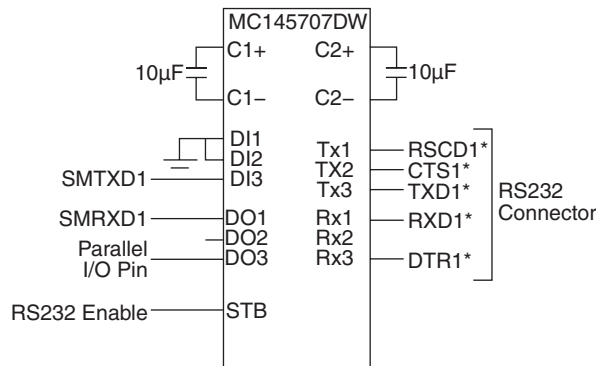 MC145707DW
C1+ C2+
10µF 10µF
C1− C2−
DI1
DI2
SMTXD1 DI3
Tx1 RSCD1*
TX2 CTS1*
Tx3 TXD1*
SMRXD1 DO1
Rx1 RXD1*
DO2 Rx2
Parallel
I/O Pin
DO3 Rx3 DTR1*
RS232
Connector
RS232 Enable STB